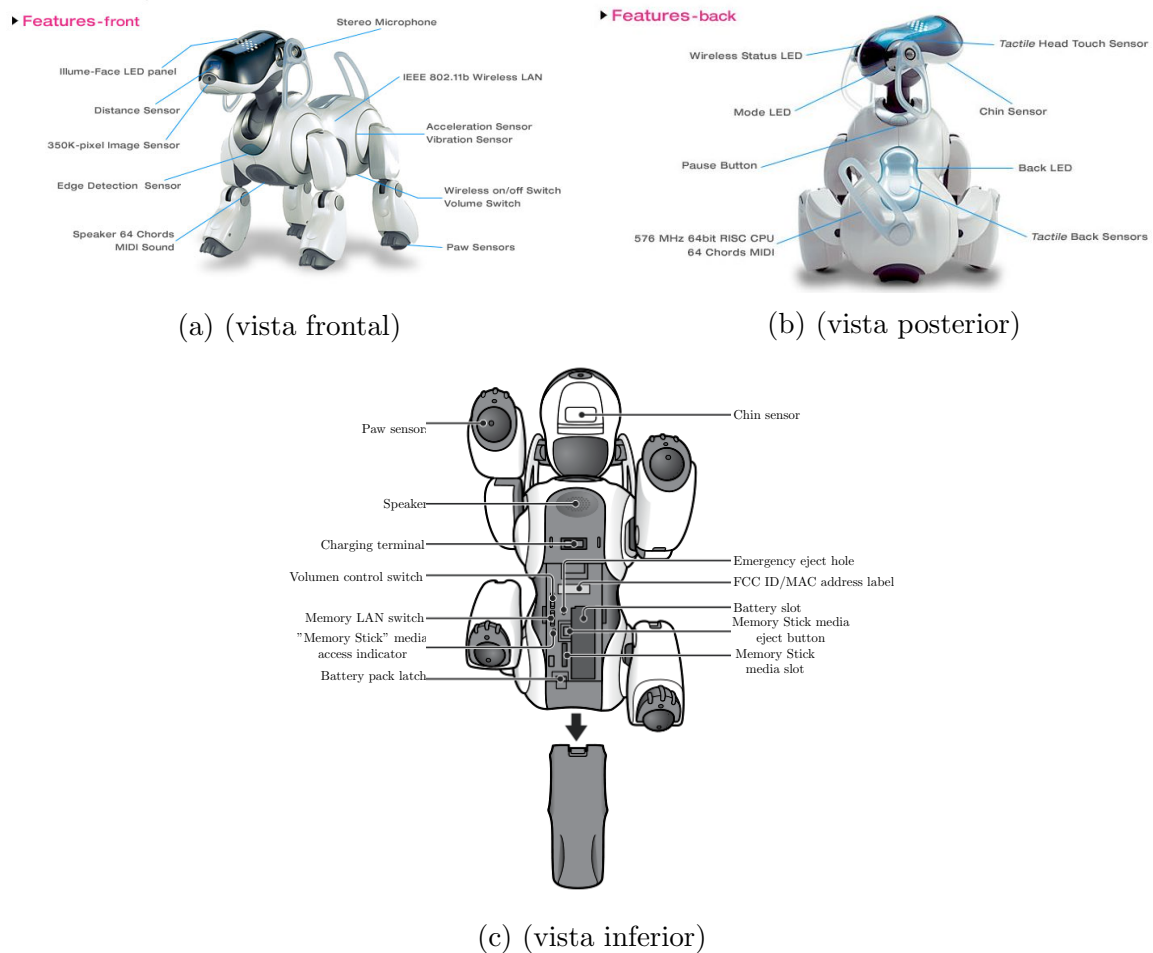 Features-front
Stereo Microphone
Illume-Face LED panel
IEEE 802.11b Wireless LAN
Distance Sensor
Acceleration Sensor
Vibration Sensor
350K-pixel Image Sensor
Edge Detection Sensor
Wireless on/off Switch
Volume Switch
Speaker 64 Chords
MIDI Sound
Paw Sensors
(a) (vista frontal)
Features-back
Wireless Status LED
Tactile Head Touch Sensor
Mode LED
Chin Sensor
Pause Button
Back LED
576 MHz 64bit RISC CPU
64 Chords MIDI
Tactile Back Sensors
(b) (vista posterior)
Paw sensor
Speaker
Charging terminal
Volumen control switch
Memory LAN switch
"Memory Stick" media
access indicator
Battery pack latch
Chin sensor
Emergency eject hole
FCC ID/MAC address label
Battery slot
Memory Stick media
eject button
Memory Stick
media slot
(c) (vista inferior)